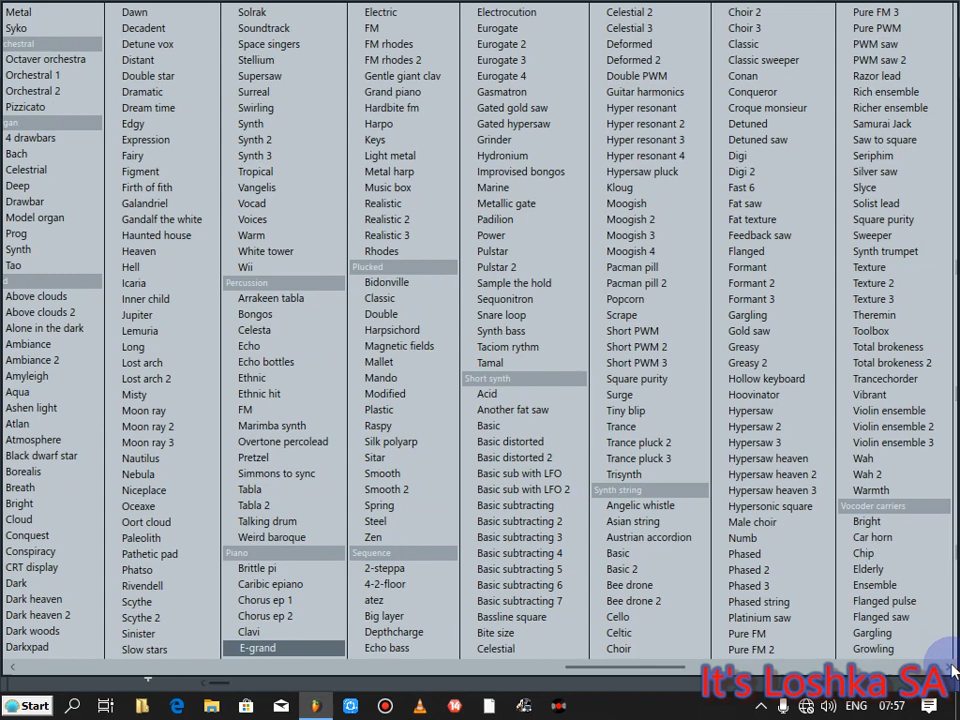 Metal
Syko
chestral
Octaver orchestra
Orchestral 1
Orchestral 2
Pizzicato
gan
4 drawbars
Bach
Celestrial
Deep
Drawbar
Model organ
Prog
Synth
Tao
d
Above clouds
Above clouds 2
Alone in the dark
Ambiance
Ambiance 2
Amyleigh
Aqua
Ashen light
Atlan
Atmosphere
Black dwarf star
Borealis
Breath
Bright
Cloud
Conquest
Conspiracy
CRT display
Dark
Dark heaven
Dark heaven 2
Dark woods
Darkxpad
Dawn
Decadent
Detune vox
Distant
Double star
Dramatic
Dream time
Edgy
Expression
Fairy
Figment
Firth of fith
Galandriel
Gandalf the white
Haunted house
Heaven
Hell
Icaria
Inner child
Jupiter
Lemuria
Long
Lost arch
Lost arch 2
Misty
Moon ray
Moon ray 2
Moon ray 3
Nautilus
Nebula
Niceplace
Oceaxe
Oort cloud
Paleolith
Pathetic pad
Phatso
Rivendell
Scythe
Scythe 2
Sinister
Slow stars
Solrak
Soundtrack
Space singers
Stellium
Supersaw
Surreal
Swirling
Synth
Synth 2
Synth 3
Tropical
Vangelis
Vocad
Voices
Warm
White tower
Wii
Percussion
Arrakeen tabla
Bongos
Celesta
Echo
Echo bottles
Ethnic
Ethnic hit
FM
Marimba synth
Overtone percolead
Pretzel
Simmons to sync
Tabla
Tabla 2
Talking drum
Weird baroque
Piano
Brittle pi
Caribic epiano
Chorus ep 1
Chorus ep 2
Clavi
E-grand
Electric
FM
FM rhodes
FM rhodes 2
Gentle giant clav
Grand piano
Hardbite fm
Harpo
Keys
Light metal
Metal harp
Music box
Realistic
Realistic 2
Realistic 3
Rhodes
Plucked
Bidonville
Classic
Double
Harpsichord
Magnetic fields
Mallet
Mando
Modified
Plastic
Raspy
Silk polyarp
Sitar
Smooth
Smooth 2
Spring
Steel
Zen
Sequence
2-steppa
4-2-floor
atez
Big layer
Depthcharge
Echo bass
Electrocution
Eurogate
Eurogate 2
Eurogate 3
Eurogate 4
Gasmatron
Gated gold saw
Gated hypersaw
Grinder
Hydronium
Improvised bongos
Marine
Metallic gate
Padilion
Power
Pulstar
Pulstar 2
Sample the hold
Sequonitron
Snare loop
Synth bass
Taciom rythm
Tamal
Short synth
Acid
Another fat saw
Basic
Basic distorted
Basic distorted 2
Basic sub with LFO
Basic sub with LFO 2
Basic subtracting
Basic subtracting 2
Basic subtracting 3
Basic subtracting 4
Basic subtracting 5
Basic subtracting 6
Basic subtracting 7
Bassline square
Bite size
Celestial
Celestial 2
Celestial 3
Deformed
Deformed 2
Double PWM
Guitar harmonics
Hyper resonant
Hyper resonant 2
Hyper resonant 3
Hyper resonant 4
Hypersaw pluck
Kloug
Moogish
Moogish 2
Moogish 3
Moogish 4
Pacman pill
Pacman pill 2
Popcorn
Scrape
Short PWM
Short PWM 2
Short PWM 3
Square purity
Surge
Tiny blip
Trance
Trance pluck 2
Trance pluck 3
Trisynth
Synth string
Angelic whistle
Asian string
Austrian accordion
Basic
Basic 2
Bee drone
Bee drone 2
Cello
Celtic
Choir
Choir 2
Choir 3
Classic
Classic sweeper
Conan
Conqueror
Croque monsieur
Detuned
Detuned saw
Digi
Digi 2
Fast 6
Fat saw
Fat texture
Feedback saw
Flanged
Formant
Formant 2
Formant 3
Gargling
Gold saw
Greasy
Greasy 2
Hollow keyboard
Hoovinator
Hypersaw
Hypersaw 2
Hypersaw 3
Hypersaw heaven
Hypersaw heaven 2
Hypersaw heaven 3
Hypersonic square
Male choir
Numb
Phased
Phased 2
Phased 3
Phased string
Platinium saw
Pure FM
Pure FM 2
Pure FM 3
Pure PWM
PWM saw
PWM saw 2
Razor lead
Rich ensemble
Richer ensemble
Samurai Jack
Saw to square
Seriphim
Silver saw
Slyce
Solist lead
Square purity
Sweeper
Synth trumpet
Texture
Texture 2
Texture 3
Theremin
Toolbox
Total brokeness
Total brokeness 2
Trancechorder
Vibrant
Violin ensemble
Violin ensemble 2
Violin ensemble 3
Wah
Wah 2
Warmth
Vocoder carriers
Bright
Car horn
Chip
Elderly
Ensemble
Flanged pulse
Flanged saw
Gargling
Growling
It's Loshka SA
Start
14
ENG
07:57